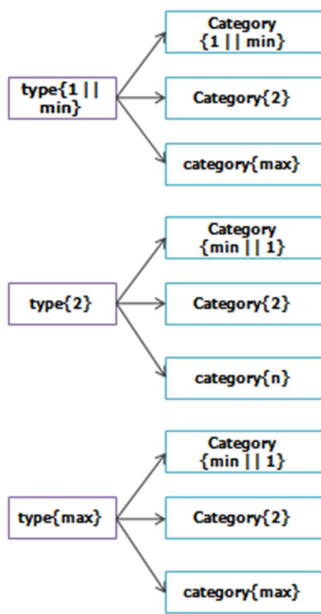 Category
{1 || min}
type{1 ||
min}
Category{2}
category{max}
Category
{min || 1}
type{2}
Category{2}
category{n}
Category
{min || 1}
type{max}
Category{2}
category{max}